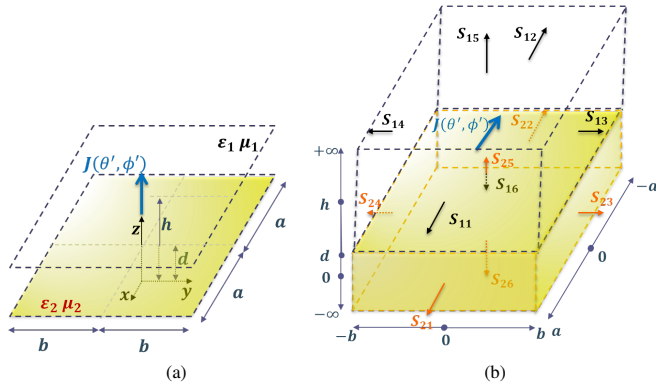 ε₁ μ₁
J(θ′, ϕ′)
z
h
d
a
x
y
ε₂ μ₂
a
b
b
(a)
S₁₅
S₁₂
S₁₄
J(θ′, ϕ′)
S₂₂
S₁₃
+∞
S₂₅
S₁₆
−a
h
S₂₄
S₂₃
S₁₁
d
0
0
S₂₆
−∞
S₂₁
−b
0
b
a
(b)